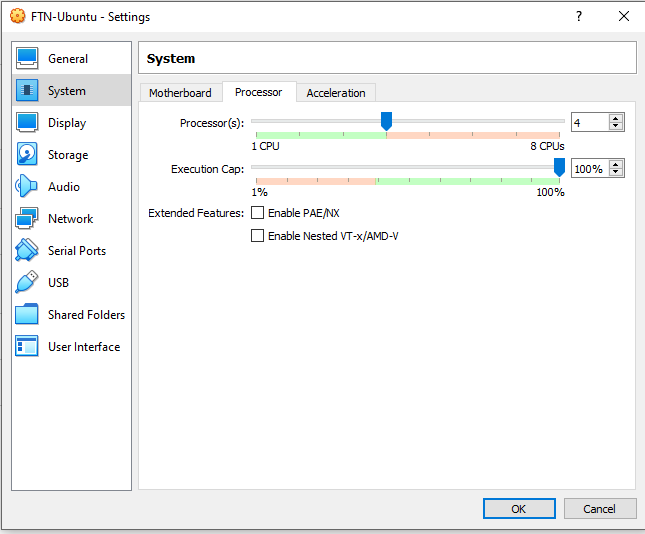 FTN-Ubuntu - Settings
?
General
System
Display
Storage
Audio
Network
Serial Ports
USB
Shared Folders
User Interface
System
Motherboard Processor Acceleration
Processor(s): 4
1 CPU 8 CPUs
Execution Cap: 100%
1% 100%
Extended Features: Enable PAE/NX
Enable Nested VT-x/AMD-V
OK Cancel